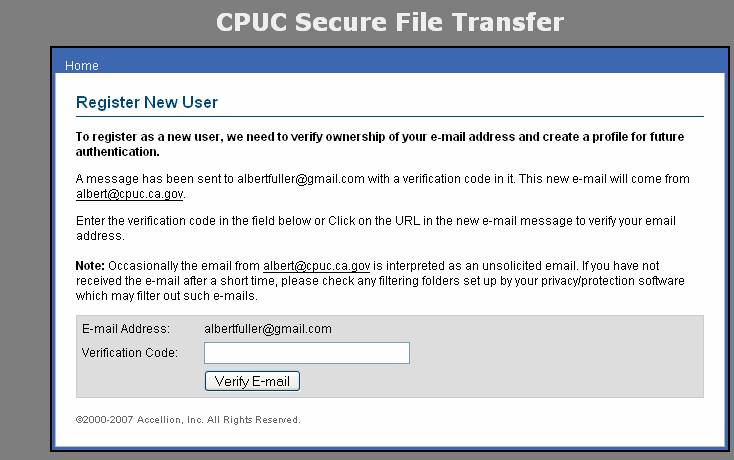 CPUC Secure File Transfer
Home
Register New User
To register as a new user, we need to verify ownership of your e-mail address and create a profile for future
authentication.
A message has been sent to albertfuller@gmail.com with a verification code in it. This new e-mail will come from
albert@cpuc.ca.gov.
Enter the verification code in the field below or Click on the URL in the new e-mail message to verify your email
address.
Note: Occasionally the email from albert@cpuc.ca.gov is interpreted as an unsolicited email. If you have not
received the e-mail after a short time, please check any filtering folders set up by your privacy/protection software
which may filter out such e-mails.
E-mail Address: albertfuller@gmail.com
Verification Code:
Verify E-mail
©2000-2007 Accellion, Inc. All Rights Reserved.